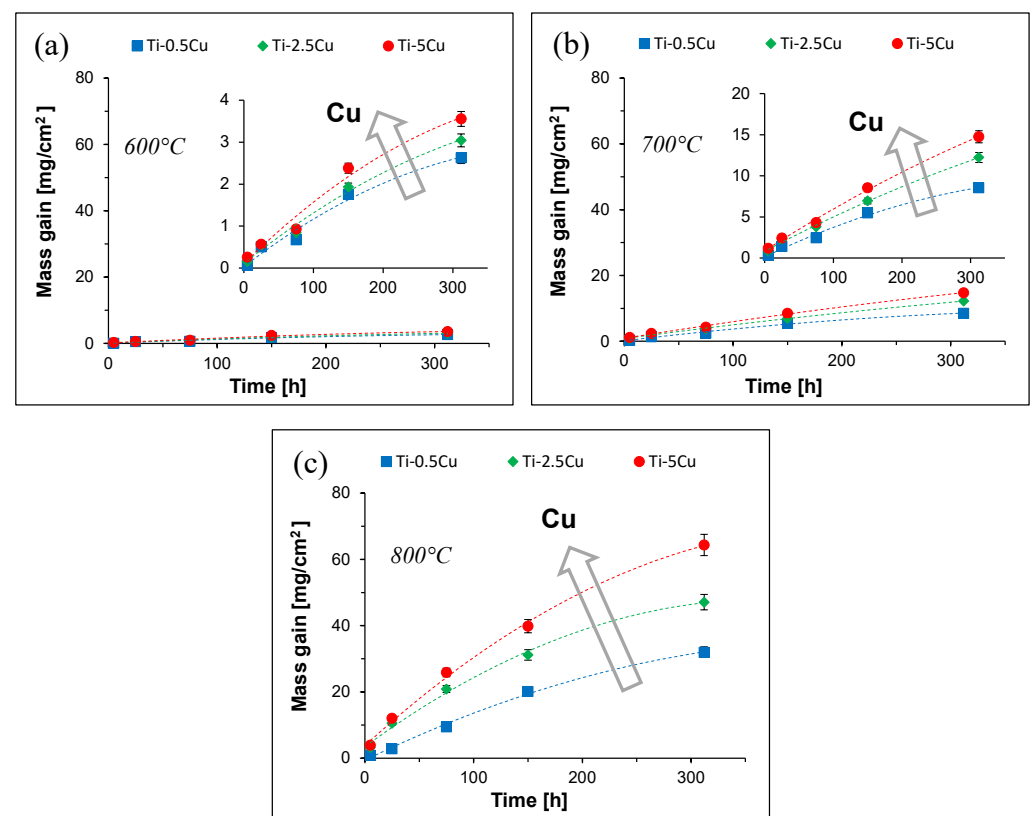 (a)
Ti-0.5Cu Ti-2.5Cu Ti-5Cu
Mass gain [mg/cm²]
80
60
40
20
0
600°C
4
3
2
1
0
Cu
0 100 200 300
0 100 200 300
Time [h]
(b)
Ti-0.5Cu Ti-2.5Cu Ti-5Cu
Mass gain [mg/cm²]
80
60
40
20
0
700°C
20
15
10
5
0
Cu
0 100 200 300
0 100 200 300
Time [h]
(c)
Ti-0.5Cu Ti-2.5Cu Ti-5Cu
Mass gain [mg/cm²]
80
60
40
20
0
800°C
Cu
0 100 200 300
Time [h]